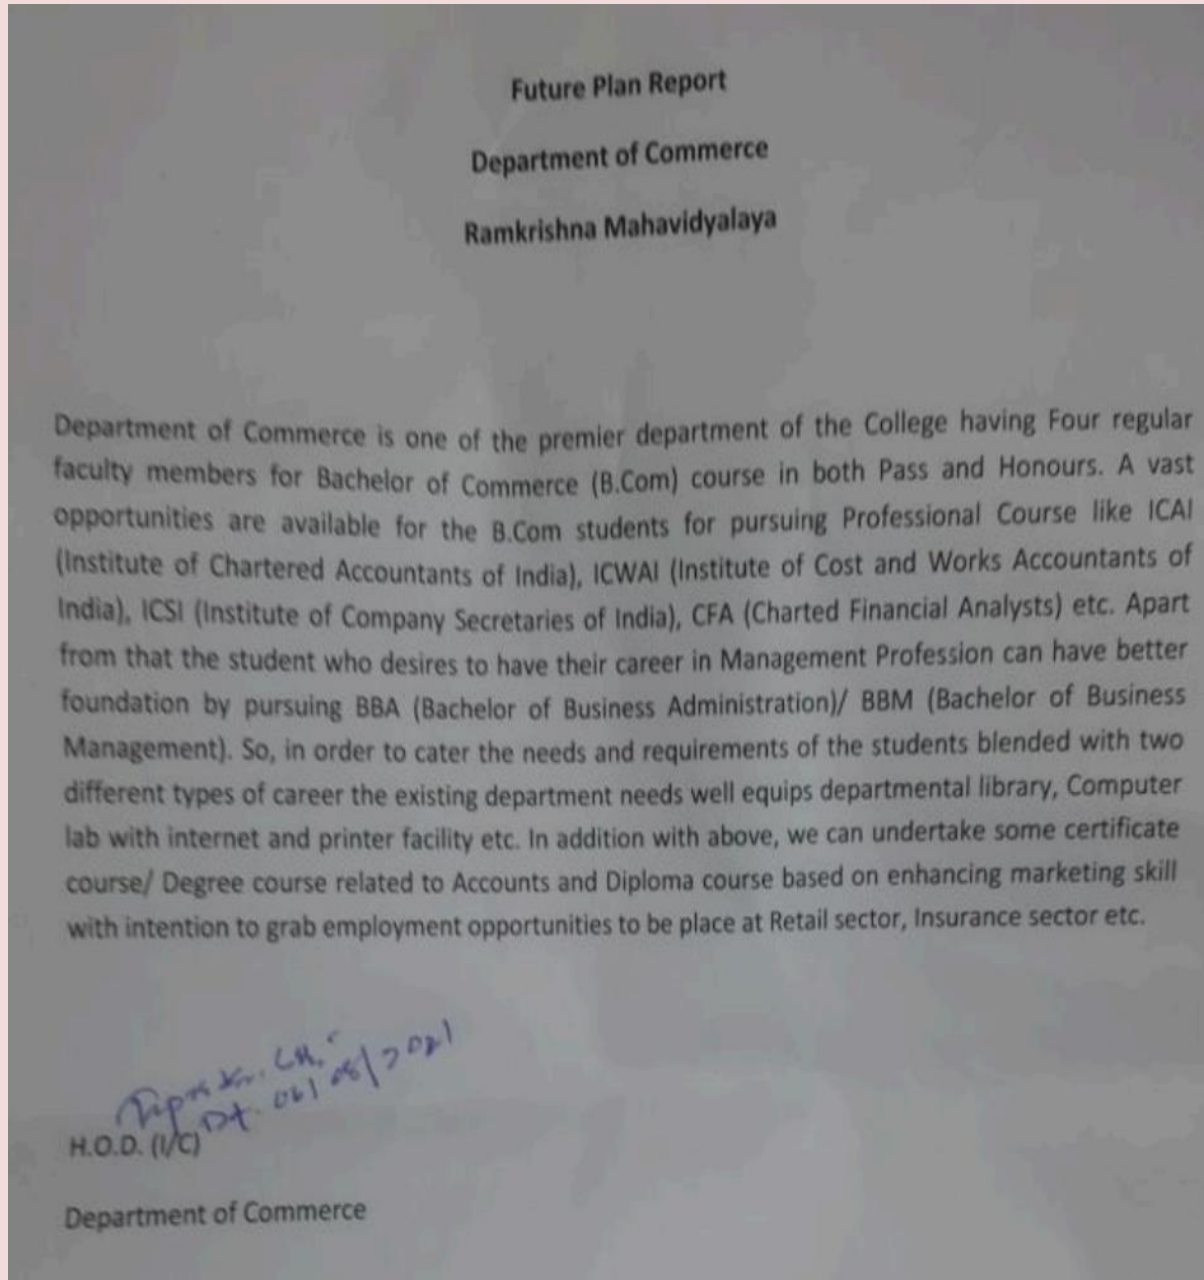 Future Plan Report
Department of Commerce
Ramkrishna Mahavidyalaya
Department of Commerce is one of the premier department of the College having Four regular
faculty members for Bachelor of Commerce (B.Com) course in both Pass and Honours. A vast
opportunities are available for the B.Com students for pursuing Professional Course like ICAI
(Institute of Chartered Accountants of India), ICWAI (Institute of Cost and Works Accountants of
India), ICSI (Institute of Company Secretaries of India), CFA (Charted Financial Analysts) etc. Apart
from that the student who desires to have their career in Management Profession can have better
foundation by pursuing BBA (Bachelor of Business Administration)/ BBM (Bachelor of Business
Management). So, in order to cater the needs and requirements of the students blended with two
different types of career the existing department needs well equips departmental library, Computer
lab with internet and printer facility etc. In addition with above, we can undertake some certificate
course/ Degree course related to Accounts and Diploma course based on enhancing marketing skill
with intention to grab employment opportunities to be place at Retail sector, Insurance sector etc.
Dt. 06/08/2021
H.O.D. (I/C)
Department of Commerce